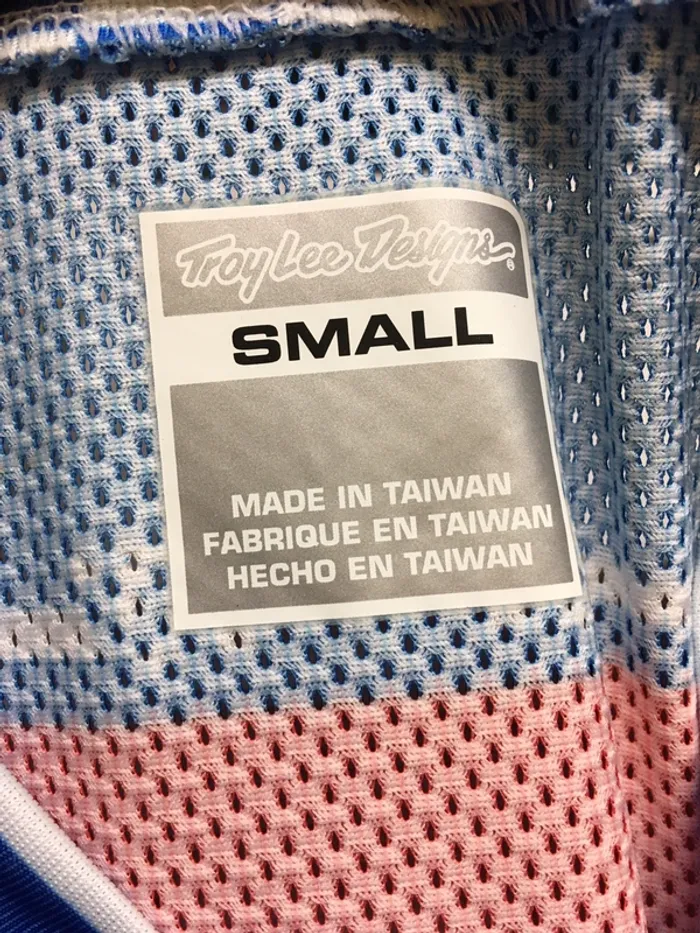 Troy Lee Designs®
SMALL
MADE IN TAIWAN
FABRIQUE EN TAIWAN
HECHO EN TAIWAN